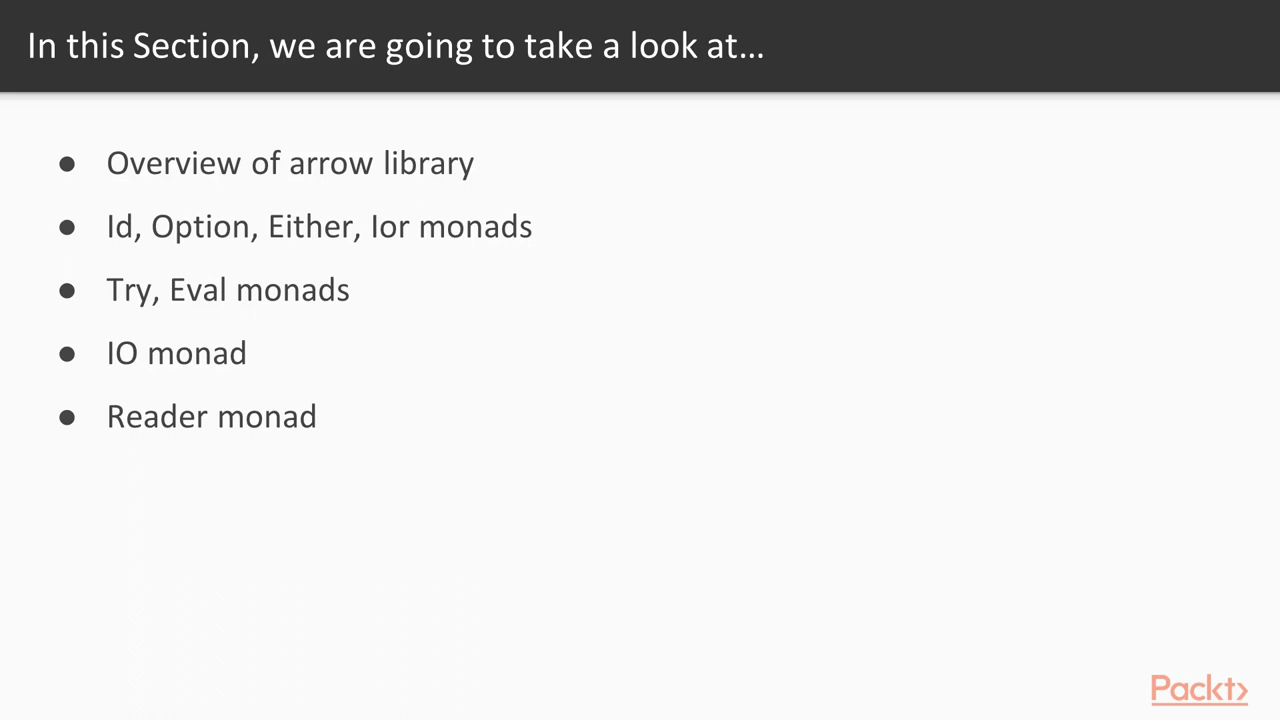 In this Section, we are going to take a look at...
● Overview of arrow library
● Id, Option, Either, Ior monads
● Try, Eval monads
● IO monad
● Reader monad
Packt>